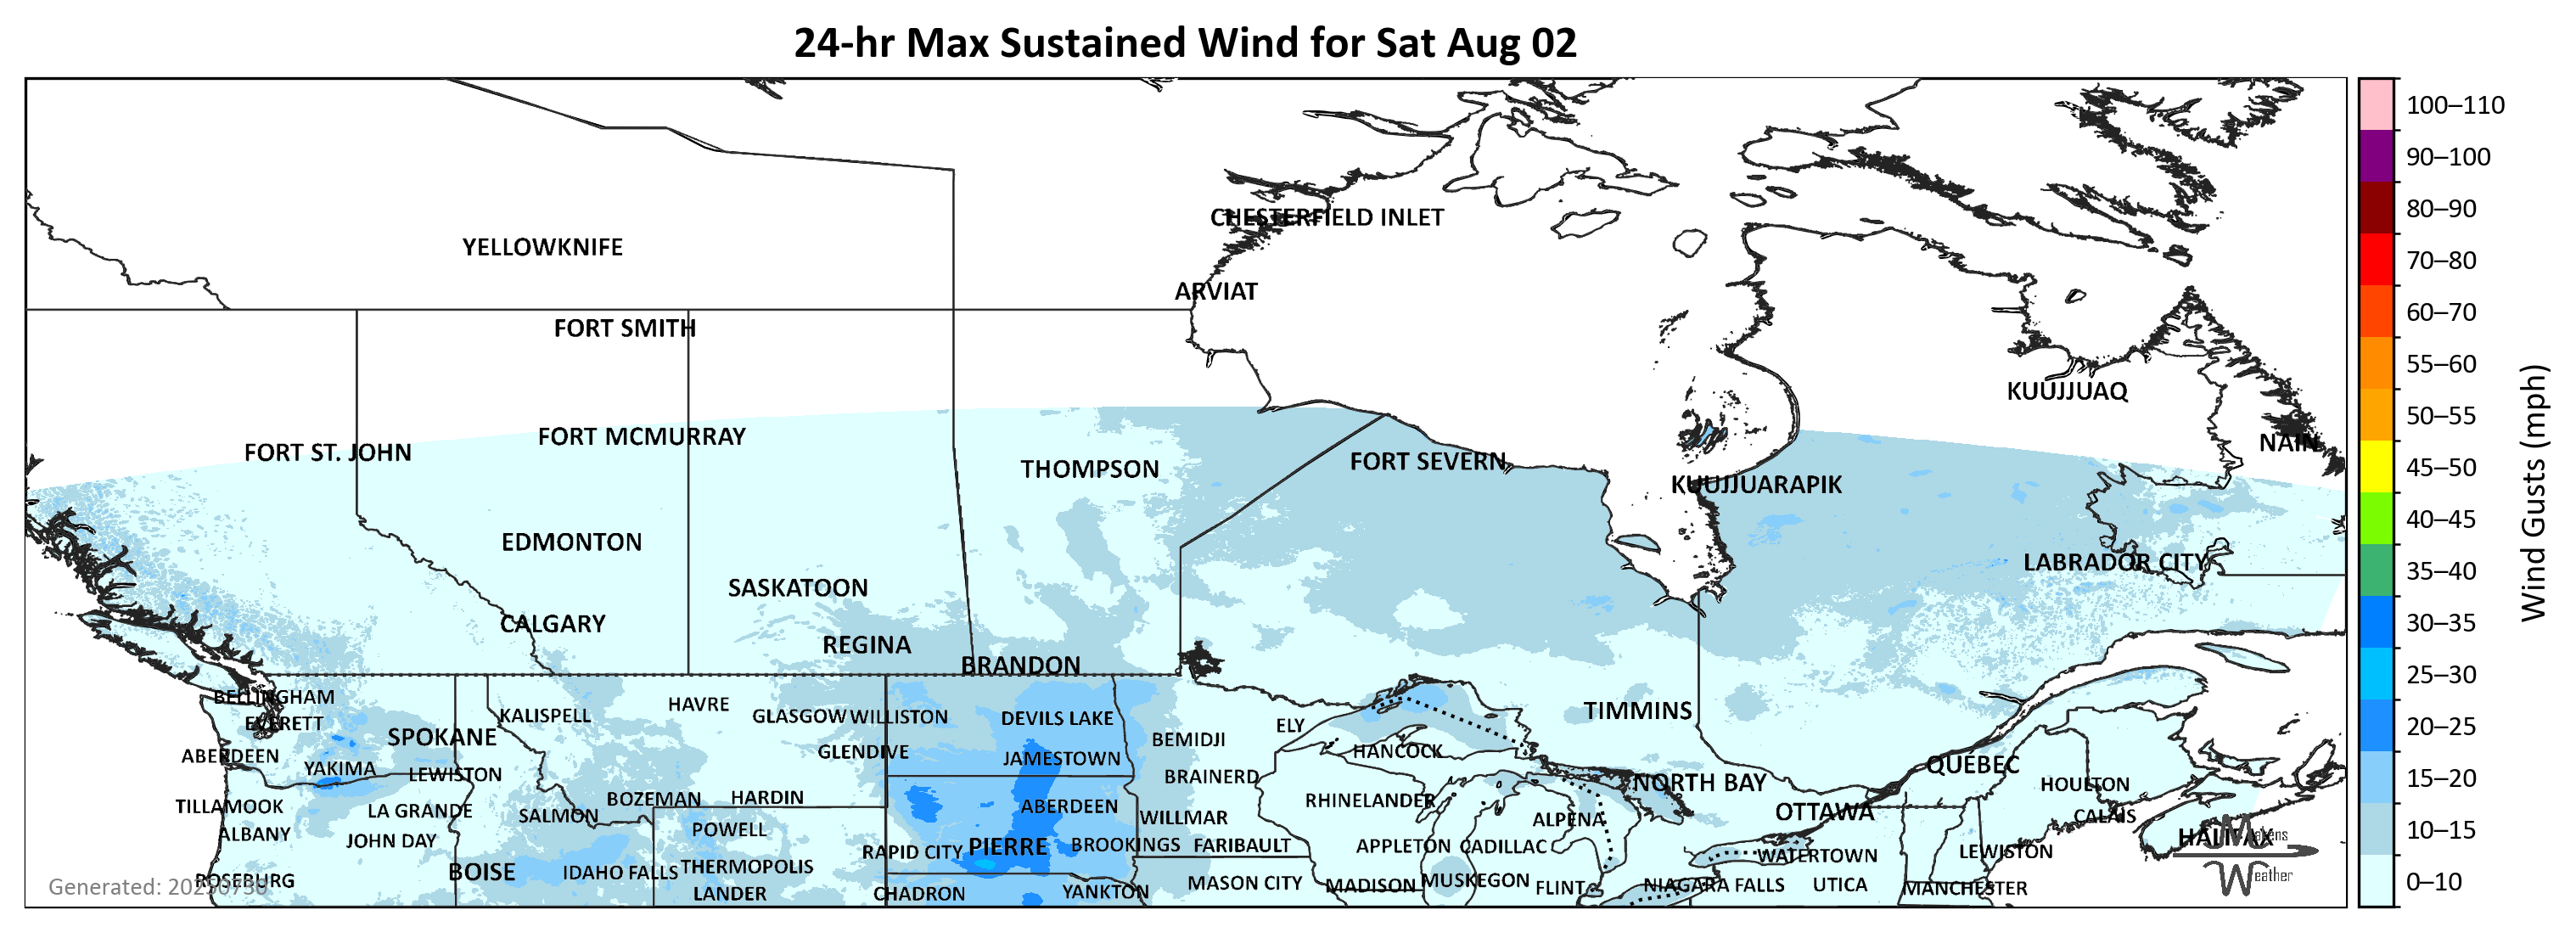 24-hr Max Sustained Wind for Sat Aug 02
CHESTERFIELD INLET
YELLOWKNIFE
ARVIAT
FORT SMITH
KUUJJUAQ
FORT MCMURRAY
NAIN
FORT ST. JOHN
FORT SEVERN
THOMPSON
KUUJJUARAPIK
EDMONTON
LABRADOR CITY
SASKATOON
CALGARY
REGINA
BRANDON
BELLINGHAM
HAVRE
KALISPELL
GLASGOW
WILLISTON
DEVILS LAKE
TIMMINS
EVERETT
ELY
SPOKANE
BEMIDJI
HANCOCK
GLENDIVE
ABERDEEN
JAMESTOWN
QUÉBEC
YAKIMA
LEWISTON
BRAINERD
NORTH BAY
HOULTON
BOZEMAN
HARDIN
RHINELANDER
TILLAMOOK
LA GRANDE
SALMON
ABERDEEN
WILLMAR
ALPENA
OTTAWA
CALAIS
ALBANY
JOHN DAY
POWELL
HALIFAX
RAPID CITY
PIERRE
BROOKINGS
FARIBAULT
APPLETON
CADILLAC
WATERTOWN
LEWISTON
BOISE
IDAHO FALLS
THERMOPOLIS
ROSEBURG
LANDER
CHADRON
YANKTON
MASON CITY
MADISON
MUSKEGON
FLINT
NIAGARA FALLS
UTICA
MANCHESTER
Generated: 20250730
Weather
100–110
90–100
80–90
70–80
60–70
55–60
50–55
45–50
40–45
35–40
30–35
25–30
20–25
15–20
10–15
0–10
Wind Gusts (mph)